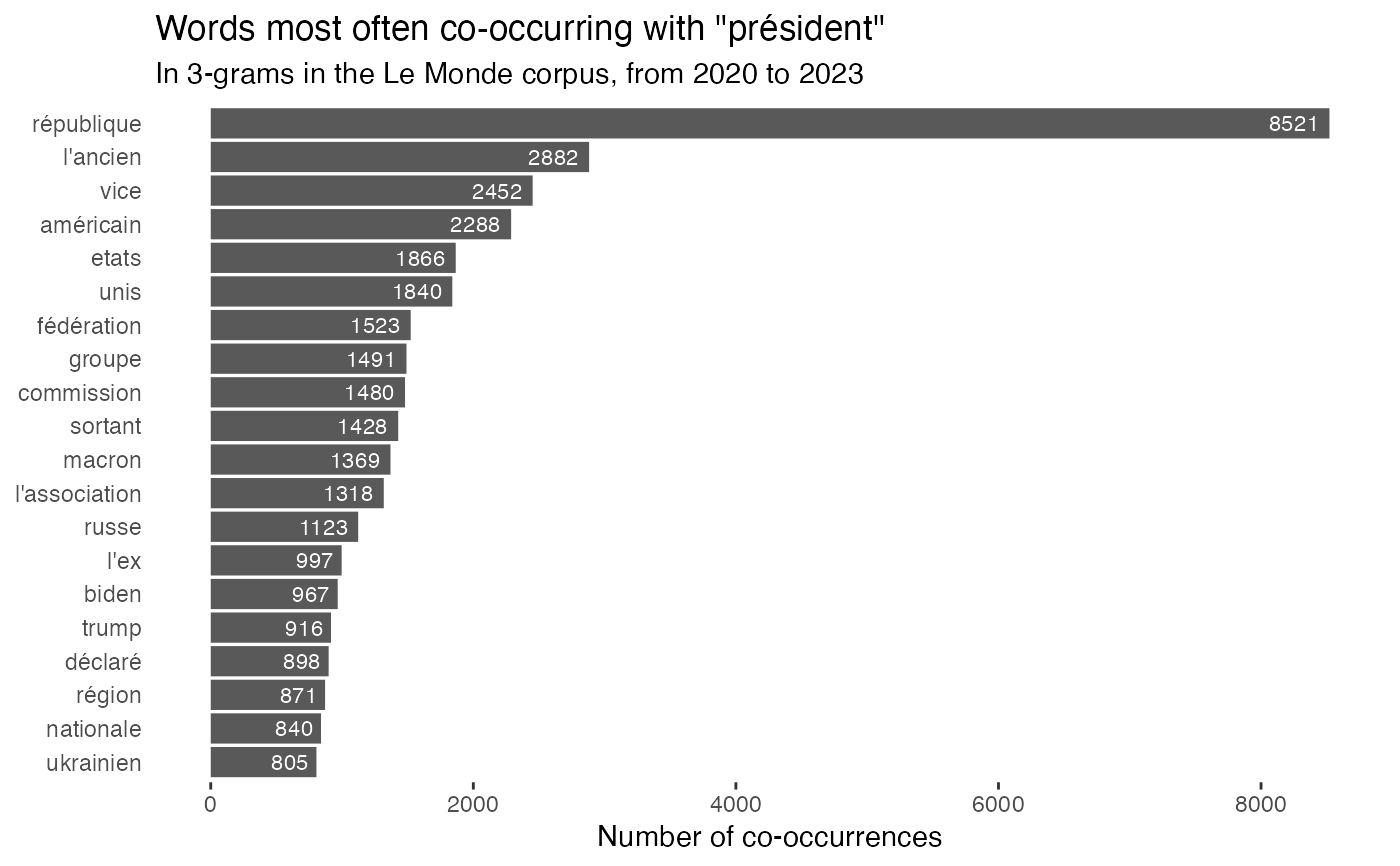 Words most often co-occurring with "président"
In 3-grams in the Le Monde corpus, from 2020 to 2023
république 8521
l'ancien 2882
vice 2452
américain 2288
etats 1866
unis 1840
fédération 1523
groupe 1491
commission 1480
sortant 1428
macron 1369
l'association 1318
russe 1123
l'ex 997
biden 967
trump 916
déclaré 898
région 871
nationale 840
ukrainien 805
0 2000 4000 6000 8000
Number of co-occurrences